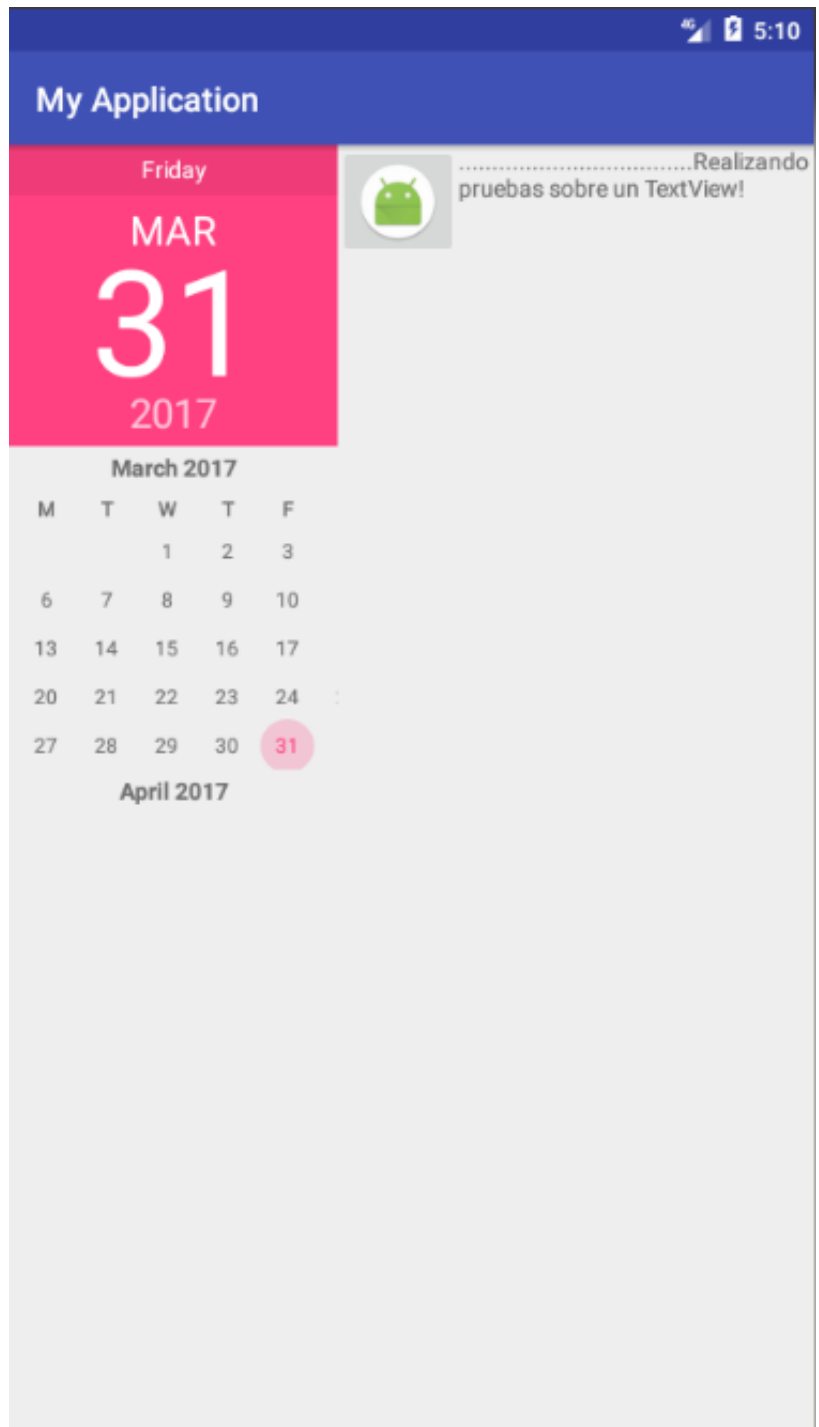 4G 5:10
My Application
Friday
MAR
31
2017
March 2017
M T W T F
1 2 3
6 7 8 9 10
13 14 15 16 17
20 21 22 23 24
27 28 29 30 31
April 2017
...................................Realizando
pruebas sobre un TextView!